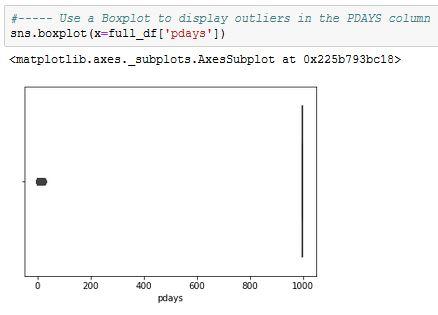 #----- Use a Boxplot to display outliers in the PDAYS column
sns.boxplot(x=full_df['pdays'])
<matplotlib.axes._subplots.AxesSubplot at 0x225b793bc18>
0 200 400 600 800 1000
pdays